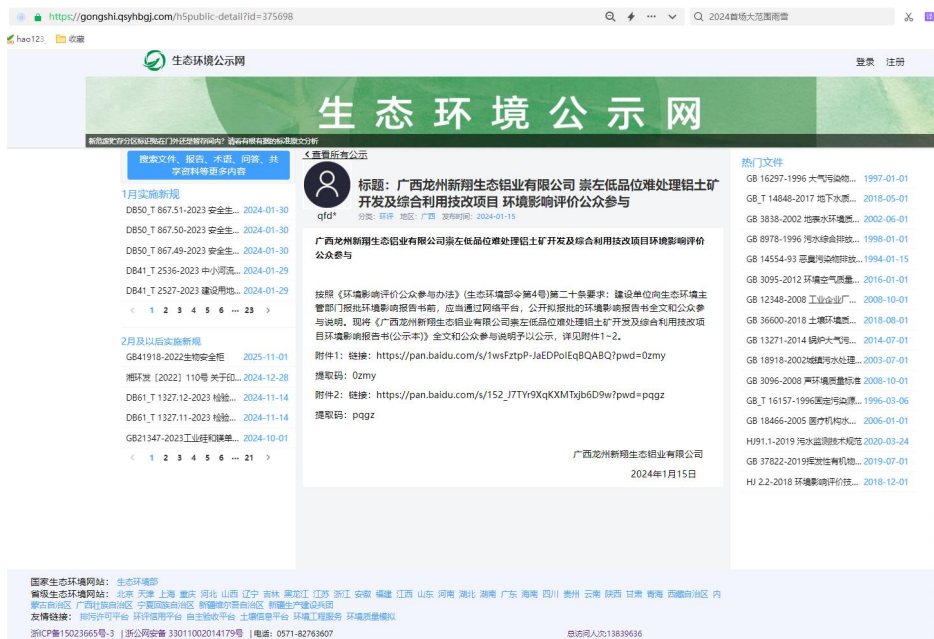 https://gongshi.qsyhbgj.com/h5public-detail?id=375698
2024首场大范围雨雪
hao123_
收藏
生态环境公示网
登录 注册
生态环境公示网
搜索文件、报告、术语、问答、共
享资料等更多内容
1月实施新规
DB50_T 867.51-2023 安全生... 2024-01-30
DB50_T 867.50-2023 安全生... 2024-01-30
DB50_T 867.49-2023 安全生... 2024-01-30
DB41_T 2536-2023 中小河流... 2024-01-29
DB41_T 2527-2023 建设用地... 2024-01-29
< 1 2 3 4 5 6 ... 23 >
2月及以后实施新规
GB41918-2022生物安全柜 2025-11-01
湘环发〔2022〕110号 关于印... 2024-12-28
DB61_T 1327.12-2023 检验... 2024-11-14
DB61_T 1327.11-2023 检验... 2024-11-14
GB21347-2023工业硅和镁单... 2024-10-01
< 1 2 3 4 5 6 ... 21 >
<查看所有公示
qfd*
标题：广西龙州新翔生态铝业有限公司 崇左低品位难处理铝土矿
开发及综合利用技改项目 环境影响评价公众参与
分类: 环评 地区: 广西 发布时间: 2024-01-15
广西龙州新翔生态铝业有限公司崇左低品位难处理铝土矿开发及综合利用技改项目环境影响评价
公众参与
按照《环境影响评价公众参与办法》(生态环境部令第4号)第二十条要求：建设单位向生态环境主
管部门报批环境影响报告书前，应当通过网络平台，公开拟报批的环境影响报告书全文和公众参
与说明。现将《广西龙州新翔生态铝业有限公司崇左低品位难处理铝土矿开发及综合利用技改项
目环境影响报告书(公示本)》全文和公众参与说明予以公示，详见附件1~2。
附件1：链接：https://pan.baidu.com/s/1wsFztpP-JaEDPolEqBQABQ?pwd=0zmy
提取码：0zmy
附件2：链接：https://pan.baidu.com/s/152_J7TYr9XqKXMTxjb6D9w?pwd=pqgz
提取码：pqgz
广西龙州新翔生态铝业有限公司
2024年1月15日
热门文件
GB 16297-1996 大气污染物... 1997-01-01
GB_T 14848-2017 地下水质... 2018-05-01
GB 3838-2002 地表水环境质... 2002-06-01
GB 8978-1996 污水综合排放... 1998-01-01
GB 14554-93 恶臭污染物排放... 1994-01-15
GB 3095-2012 环境空气质量... 2016-01-01
GB 12348-2008 工业企业厂... 2008-10-01
GB 36600-2018 土壤环境质... 2018-08-01
GB 13271-2014 锅炉大气污... 2014-07-01
GB 18918-2002城镇污水处理... 2003-07-01
GB 3096-2008 声环境质量标准 2008-10-01
GB_T 16157-1996固定污染源... 1996-03-06
GB 18466-2005 医疗机构水... 2006-01-01
HJ91.1-2019 污水监测技术规范 2020-03-24
GB 37822-2019挥发性有机物... 2019-07-01
HJ 2.2-2018 环境影响评价技... 2018-12-01
国家生态环境网站： 生态环境部
省级生态环境网站： 北京 天津 上海 重庆 河北 山西 辽宁 吉林 黑龙江 江苏 浙江 安徽 福建 江西 山东 河南 湖北 湖南 广东 海南 四川 贵州 云南 陕西 甘肃 青海 西藏自治区 内
蒙古自治区 广西壮族自治区 宁夏回族自治区 新疆维尔吾自治区 新疆生产建设兵团
友情链接： 排污许可平台 环评信用平台 自主验收平台 土壤信息平台 环境工程服务 环境质量模拟
浙ICP备15023665号-3 | 浙公网安备 33011002014179号 | 电话：0571-82763607
总访问人次:13839636